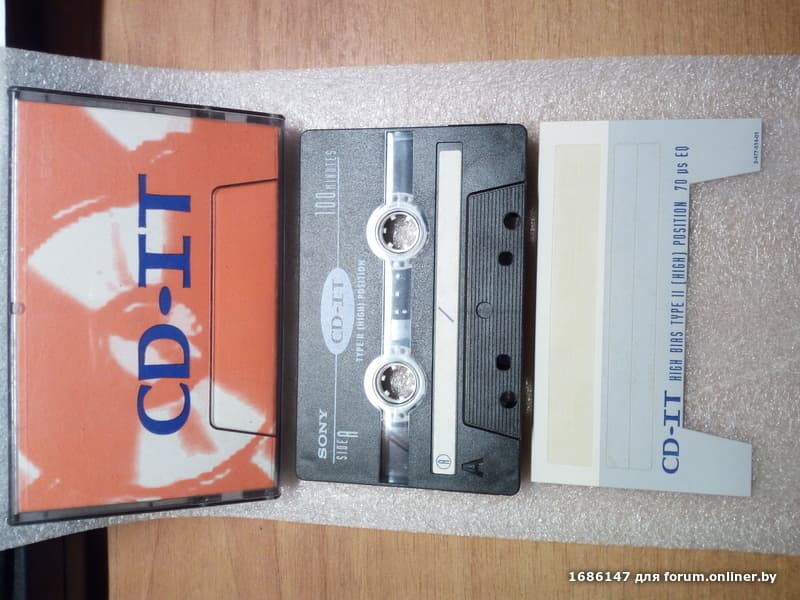 CD-IT
SONY
SIDE A
100 MINUTES
CD-IT
TYPE II (HIGH) POSITION
A
A
CD-IT HIGH BIAS TYPE II (HIGH) POSITION 70 µs EQ
1686147 для forum.onliner.by